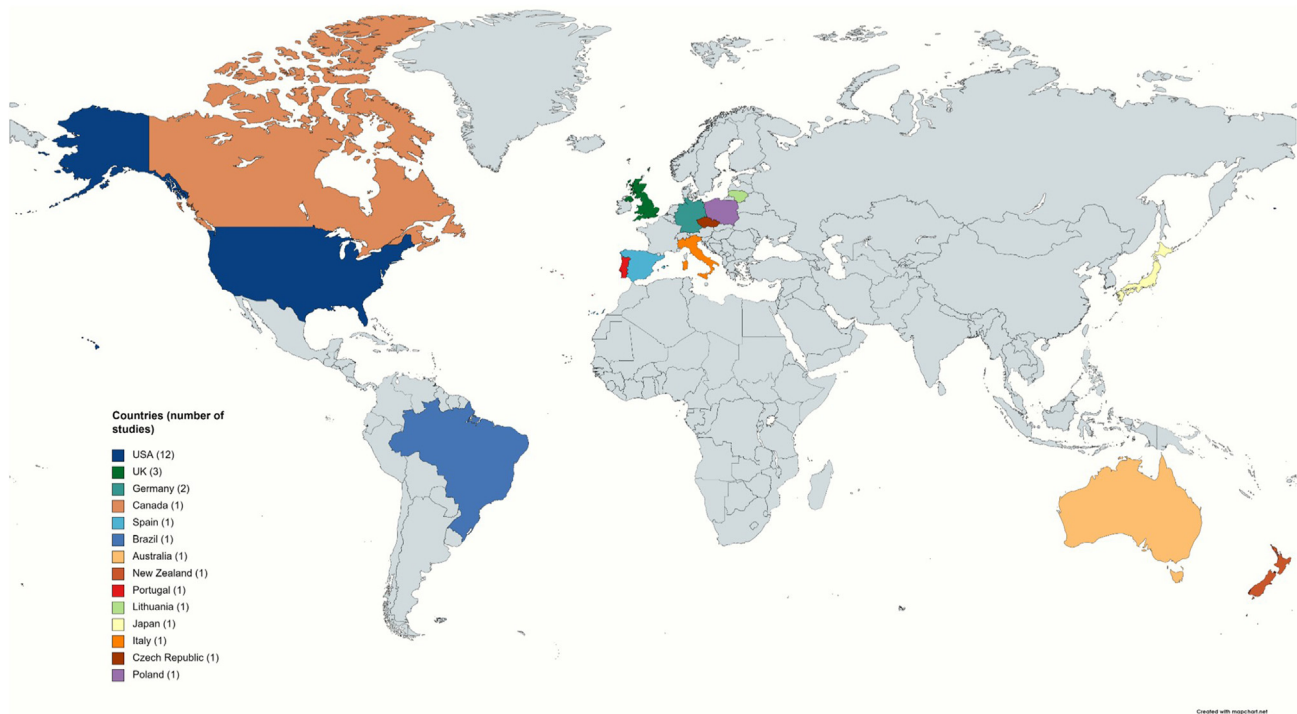 Countries (number of
studies)
USA (12)
UK (3)
Germany (2)
Canada (1)
Spain (1)
Brazil (1)
Australia (1)
New Zealand (1)
Portugal (1)
Lithuania (1)
Japan (1)
Italy (1)
Czech Republic (1)
Poland (1)
Created with mapchart.net